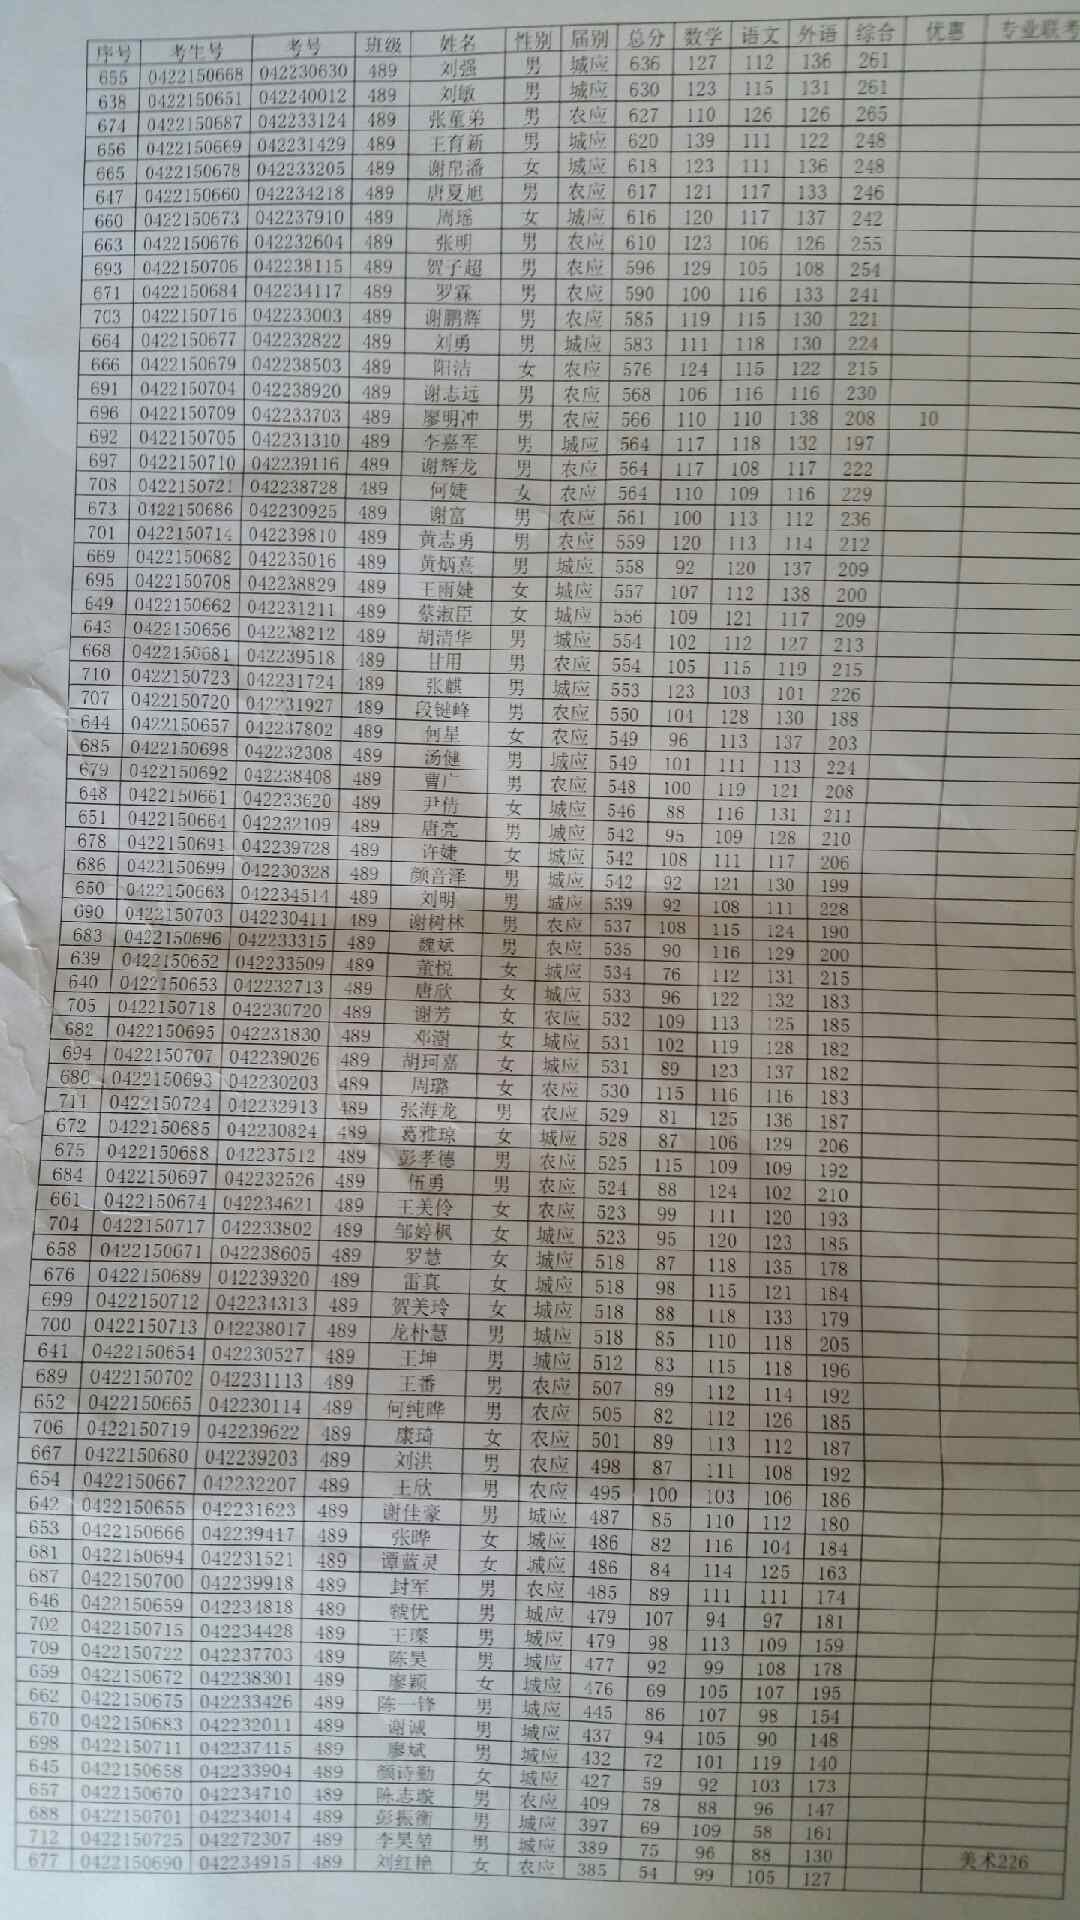 序号 考生号 考号 班级 姓名 性别 届别 总分 数学 语文 外语 综合 优惠 专业联考
655 0422150668 042230630 489 刘强 男 城应 636 127 112 136 261
638 0422150651 042240012 489 刘敏 男 城应 630 123 115 131 261
674 0422150687 042233124 489 张童弟 男 农应 627 110 126 126 265
656 0422150669 042231429 489 王育新 男 城应 620 139 111 122 248
665 0422150678 042233205 489 谢帛潘 女 城应 618 123 111 136 248
647 0422150660 042234218 489 唐夏旭 男 农应 617 121 117 133 246
660 0422150673 042237910 489 周瑶 女 城应 616 120 117 137 242
663 0422150676 042232604 489 张明 男 农应 610 123 106 126 255
693 0422150706 042238115 489 贺子超 男 农应 596 129 105 108 254
671 0422150684 042234117 489 罗霖 男 农应 590 100 116 133 241
703 0422150716 042233003 489 谢鹏辉 男 农应 585 119 115 130 221
664 0422150677 042232822 489 刘勇 男 城应 583 111 118 130 224
666 0422150679 042238503 489 阳洁 女 农应 576 124 115 122 215
691 0422150704 042238920 489 谢志远 男 农应 568 106 116 116 230
696 0422150709 042233703 489 廖明冲 男 农应 566 110 110 138 208 10
692 0422150705 042231310 489 李嘉军 男 城应 564 117 118 132 197
697 0422150710 042239116 489 谢辉龙 男 农应 564 117 108 117 222
708 0422150721 042238728 489 何婕 女 农应 564 110 109 116 229
673 0422150686 042230925 489 谢富 男 农应 561 100 113 112 236
701 0422150714 042239810 489 黄志勇 男 农应 559 120 113 114 212
669 0422150682 042235016 489 黄炳熹 男 城应 558 92 120 137 209
695 0422150708 042238829 489 王雨婕 女 城应 557 107 112 138 200
649 0422150662 042231211 489 蔡淑臣 女 城应 556 109 121 117 209
643 0422150656 042238212 489 胡清华 男 城应 554 102 112 127 213
668 0422150681 042239518 489 甘用 男 农应 554 105 115 119 215
710 0422150723 042231724 489 张麒 男 城应 553 123 103 101 226
707 0422150720 042231927 489 段键峰 男 农应 550 104 128 130 188
644 0422150657 042237802 489 何星 女 农应 549 96 113 137 203
685 0422150698 042232308 489 汤健 男 城应 549 101 111 113 224
679 0422150692 042238408 489 曹广 男 农应 548 100 119 121 208
648 0422150661 042233620 489 尹倩 女 城应 546 88 116 131 211
651 0422150664 042232109 489 唐亮 男 城应 542 95 109 128 210
678 0422150691 042239728 489 许婕 女 城应 542 108 111 117 206
686 0422150699 042230328 489 颜音泽 男 城应 542 92 121 130 199
650 0422150663 042234514 489 刘明 男 城应 539 92 108 111 228
690 0422150703 042230411 489 谢树林 男 农应 537 108 115 124 190
683 0422150696 042233315 489 魏斌 男 农应 535 90 116 129 200
639 0422150652 042233509 489 董悦 女 城应 534 76 112 131 215
640 0422150653 042232713 489 唐欣 女 城应 533 96 122 132 183
705 0422150718 042230720 489 谢芳 女 农应 532 109 113 125 185
682 0422150695 042231830 489 邓澍 女 城应 531 102 119 128 182
694 0422150707 042239026 489 胡珂嘉 女 城应 531 89 123 137 182
680 0422150693 042230203 489 周璐 女 农应 530 115 116 116 183
711 0422150724 042232913 489 张海龙 男 农应 529 81 125 136 187
672 0422150685 042230824 489 葛雅琼 女 城应 528 87 106 129 206
675 0422150688 042237512 489 彭孝德 男 农应 525 115 109 109 192
684 0422150697 042232526 489 伍勇 男 农应 524 88 124 102 210
661 0422150674 042234621 489 王美伶 女 农应 523 99 111 120 193
704 0422150717 042233802 489 邹婷枫 女 城应 523 95 120 123 185
658 0422150671 042238605 489 罗慧 女 城应 518 87 118 135 178
676 0422150689 042239320 489 雷真 女 城应 518 98 115 121 184
699 0422150712 042234313 489 贺美玲 女 城应 518 88 118 133 179
700 0422150713 042238017 489 龙朴慧 男 城应 518 85 110 118 205
641 0422150654 042230527 489 王坤 男 城应 512 83 115 118 196
689 0422150702 042231113 489 王番 男 农应 507 89 112 114 192
652 0422150665 042230114 489 何纯晔 男 农应 505 82 112 126 185
706 0422150719 042239622 489 康琦 女 农应 501 89 113 112 187
667 0422150680 042239203 489 刘洪 男 农应 498 87 111 108 192
654 0422150667 042232207 489 王欣 男 农应 495 100 103 106 186
642 0422150655 042231623 489 谢佳豪 男 城应 487 85 110 112 180
653 0422150666 042239417 489 张晔 女 城应 486 82 116 104 184
681 0422150694 042231521 489 谭蓝灵 女 城应 486 84 114 125 163
687 0422150700 042239918 489 封军 男 农应 485 89 111 111 174
646 0422150659 042234818 489 虢优 男 城应 479 107 94 97 181
702 0422150715 042234428 489 王璨 男 城应 479 98 113 109 159
709 0422150722 042237703 489 陈昊 男 城应 477 92 99 108 178
659 0422150672 042238301 489 廖颖 女 城应 476 69 105 107 195
662 0422150675 042233426 489 陈一锋 男 城应 445 86 107 98 154
670 0422150683 042232011 489 谢诚 男 城应 437 94 105 90 148
698 0422150711 042237415 489 廖斌 男 城应 432 72 101 119 140
645 0422150658 042233904 489 颜诗勤 女 城应 427 59 92 103 173
657 0422150670 042234710 489 陈志璇 男 农应 409 78 88 96 147
688 0422150701 042234014 489 彭振衡 男 城应 397 69 109 58 161
712 0422150725 042272307 489 李昊堃 男 城应 389 75 96 88 130 美术226
677 0422150690 042234915 489 刘红艳 女 农应 385 54 99 105 127